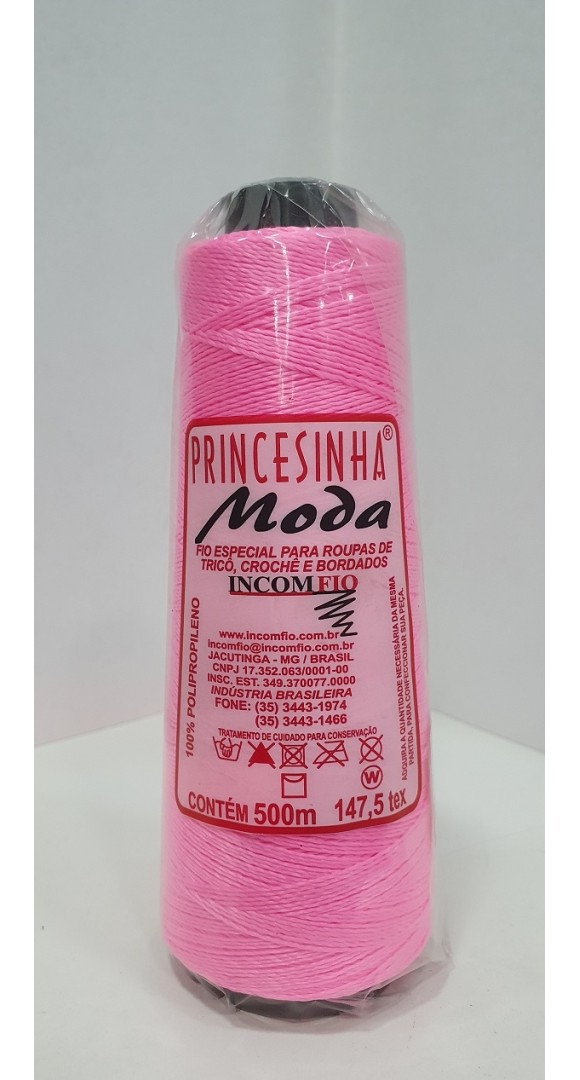 PRINCESINHA®
Moda
FIO ESPECIAL PARA ROUPAS DE
TRICÔ, CROCHÊ E BORDADOS
INCOMFIO
www.incomfio.com.br
incomfio@incomfio.com.br
JACUTINGA - MG / BRASIL
CNPJ 17.352.063/0001-00
INSC. EST. 349.370077.0000
INDÚSTRIA BRASILEIRA
FONE: (35) 3443-1974
(35) 3443-1466
100% POLIPROPILENO
ADQUIRA A QUANTIDADE NECESSÁRIA DA MESMA
PARTIDA, PARA CONFECCIONAR SUA PEÇA.
TRATAMENTO DE CUIDADO PARA CONSERVAÇÃO
W
CONTÉM 500m 147,5 tex